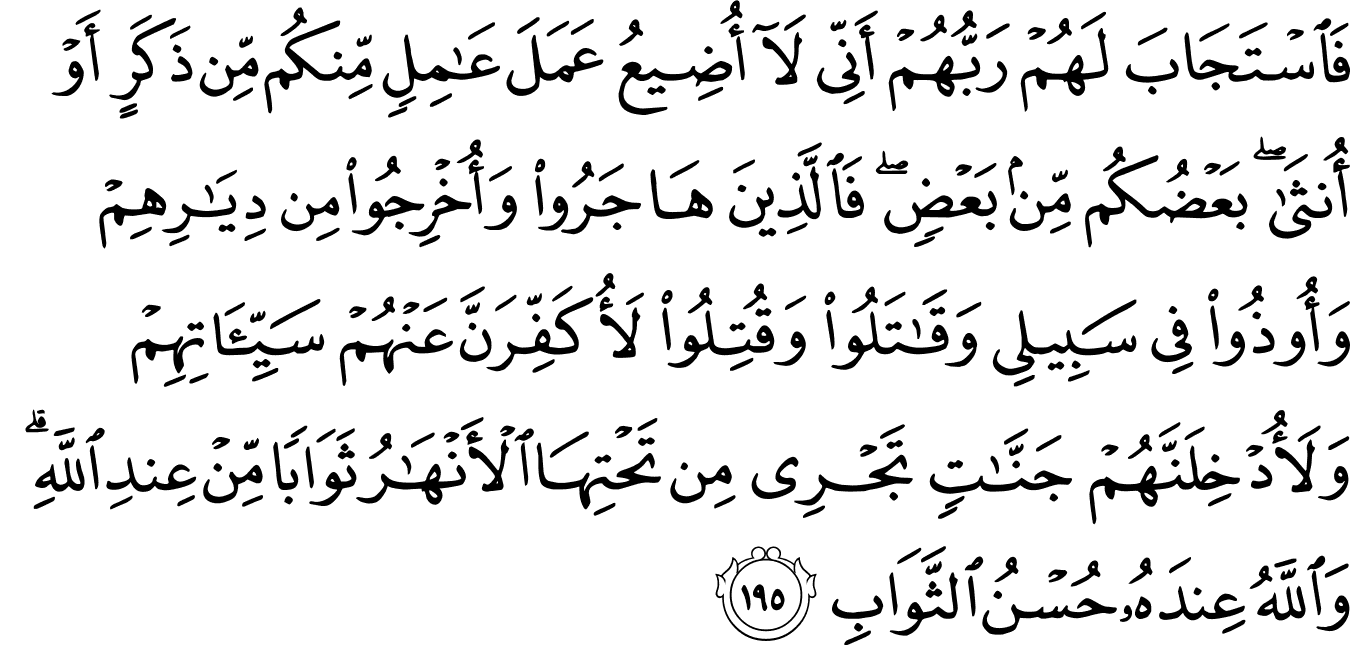 فَٱسْتَجَابَ لَهُمْ رَبُّهُمْ أَنِّى لَآ أُضِيعُ عَمَلَ عَـٰمِلٍ مِّنكُم مِّن ذَكَرٍ أَوْ
أُنثَىٰ ۖ بَعْضُكُم مِّنۢ بَعْضٍ ۖ فَٱلَّذِينَ هَاجَرُوا۟ وَأُخْرِجُوا۟ مِن دِيَـٰرِهِمْ
وَأُوذُوا۟ فِى سَبِيلِى وَقَـٰتَلُوا۟ وَقُتِلُوا۟ لَأُكَفِّرَنَّ عَنْهُمْ سَيِّـَٔاتِهِمْ
وَلَأُدْخِلَنَّهُمْ جَنَّـٰتٍ تَجْرِى مِن تَحْتِهَا ٱلْأَنْهَـٰرُ ثَوَابًا مِّنْ عِندِ ٱللَّهِ ۗ
وَٱللَّهُ عِندَهُۥ حُسْنُ ٱلثَّوَابِ ١٩٥